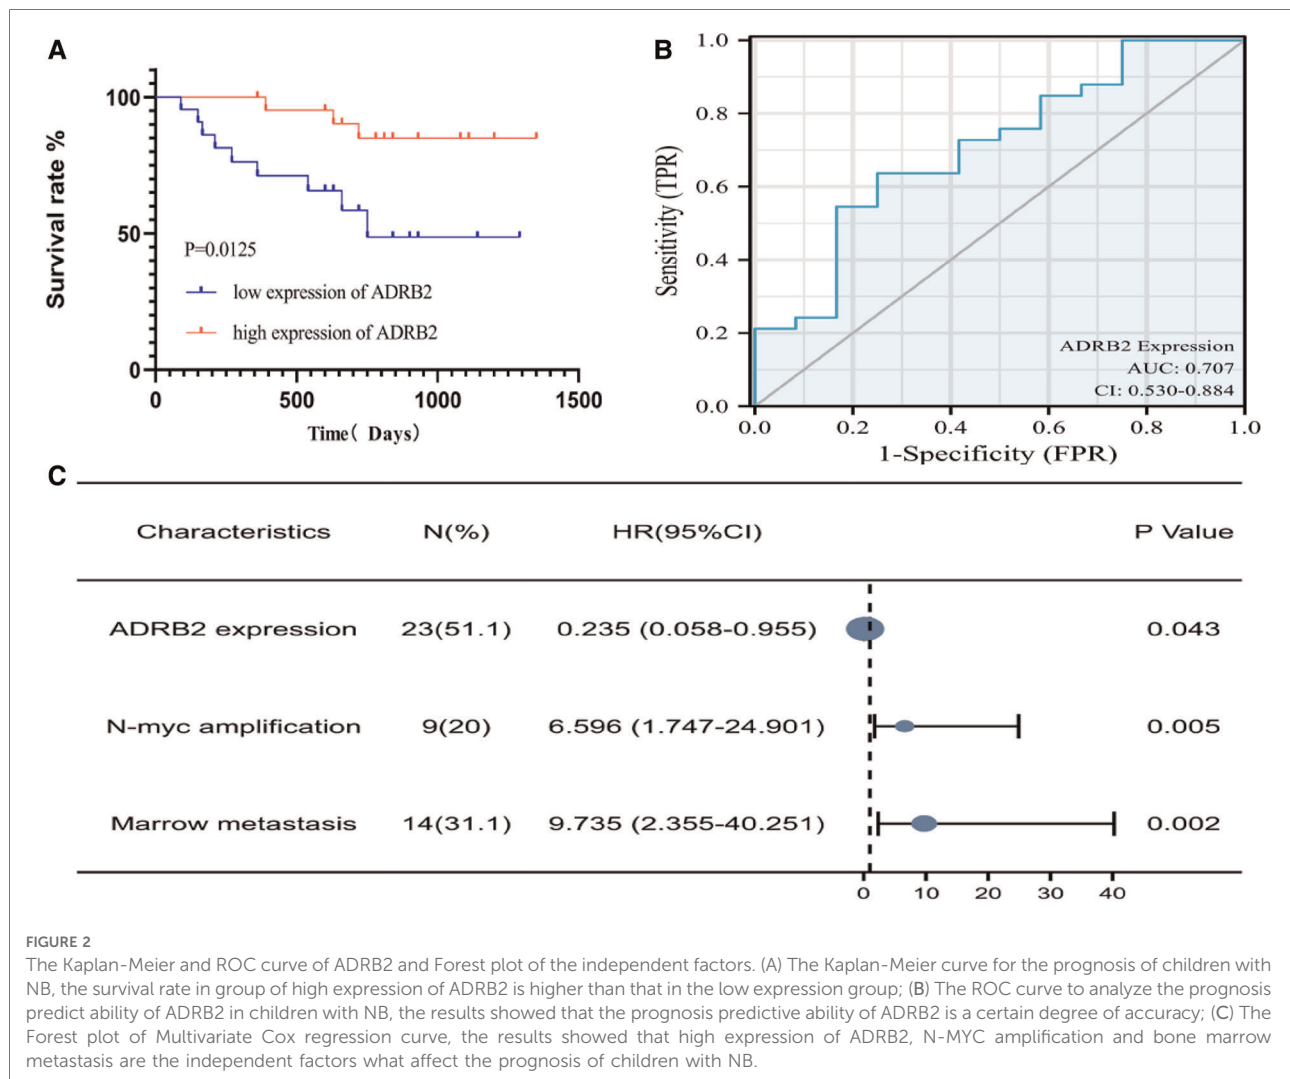 A
Survival rate %
100
50
0
P=0.0125
low expression of ADRB2
high expression of ADRB2
0 500 1000 1500
Time( Days)
B
Sensitivity (TPR)
1.0
0.8
0.6
0.4
0.2
0.0
ADRB2 Expression
AUC: 0.707
CI: 0.530-0.884
0.0 0.2 0.4 0.6 0.8 1.0
1-Specificity (FPR)
C
Characteristics N(%) HR(95%CI) P Value
ADRB2 expression 23(51.1) 0.235 (0.058-0.955) 0.043
N-myc amplification 9(20) 6.596 (1.747-24.901) 0.005
Marrow metastasis 14(31.1) 9.735 (2.355-40.251) 0.002
0 10 20 30 40
FIGURE 2
The Kaplan-Meier and ROC curve of ADRB2 and Forest plot of the independent factors. (A) The Kaplan-Meier curve for the prognosis of children with
NB, the survival rate in group of high expression of ADRB2 is higher than that in the low expression group; (B) The ROC curve to analyze the prognosis
predict ability of ADRB2 in children with NB, the results showed that the prognosis predictive ability of ADRB2 is a certain degree of accuracy; (C) The
Forest plot of Multivariate Cox regression curve, the results showed that high expression of ADRB2, N-MYC amplification and bone marrow
metastasis are the independent factors what affect the prognosis of children with NB.